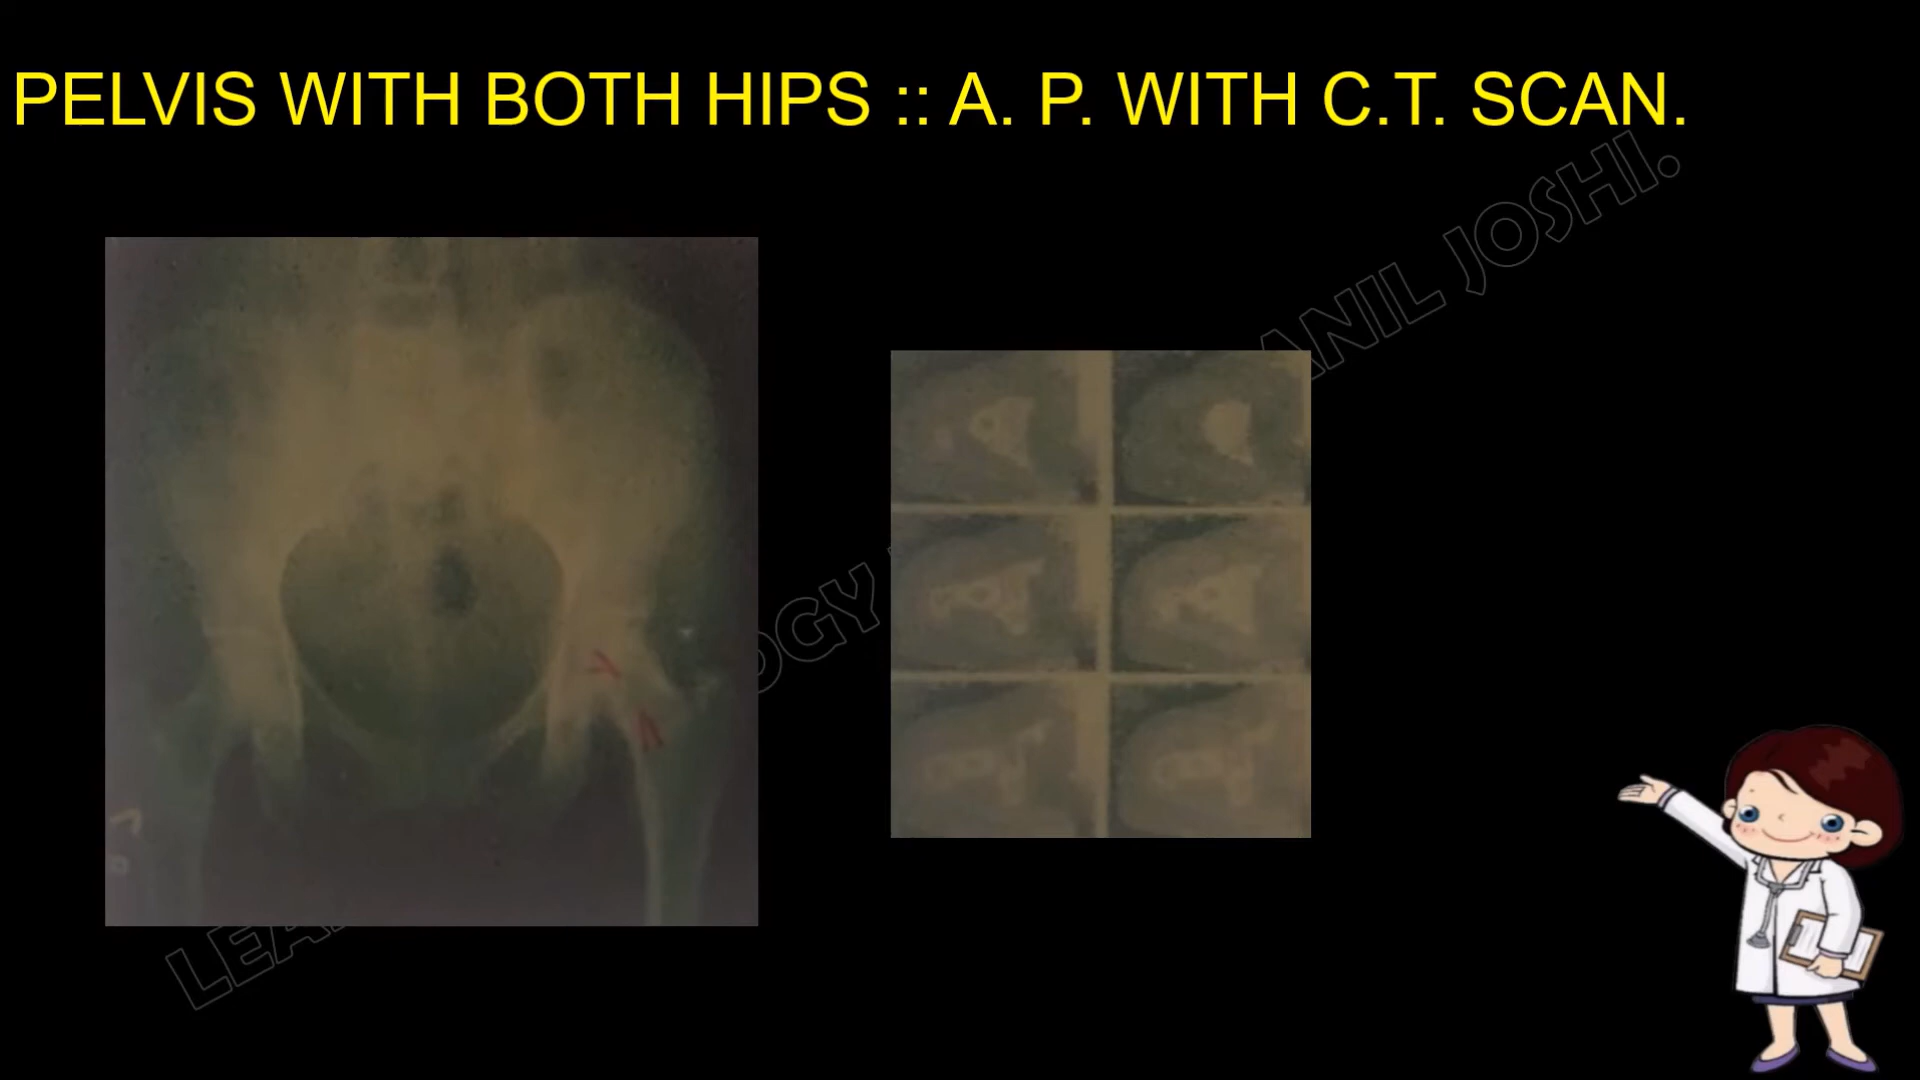 PELVIS WITH BOTH HIPS :: A. P. WITH C.T. SCAN.
ANIL JOSHI.